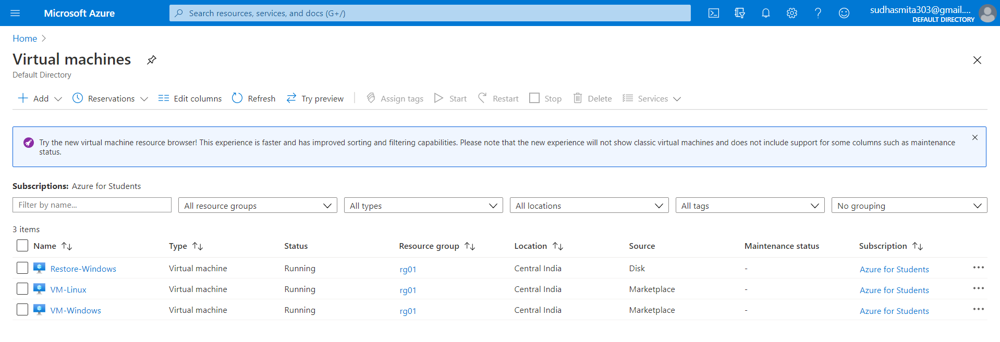 Microsoft Azure
Search resources, services, and docs (G+/)
sudhasmita303@gmail....
DEFAULT DIRECTORY
Home
Virtual machines
Default Directory
Add
Reservations
Edit columns
Refresh
Try preview
Assign tags
Start
Restart
Stop
Delete
Services
Try the new virtual machine resource browser! This experience is faster and has improved sorting and filtering capabilities. Please note that the new experience will not show classic virtual machines and does not include support for some columns such as maintenance
status.
Subscriptions: Azure for Students
Filter by name... All resource groups All types All locations All tags No grouping
3 items
Name Type Status Resource group Location Source Maintenance status Subscription
Restore-Windows Virtual machine Running rg01 Central India Disk - Azure for Students ...
VM-Linux Virtual machine Running rg01 Central India Marketplace - Azure for Students ...
VM-Windows Virtual machine Running rg01 Central India Marketplace - Azure for Students ...